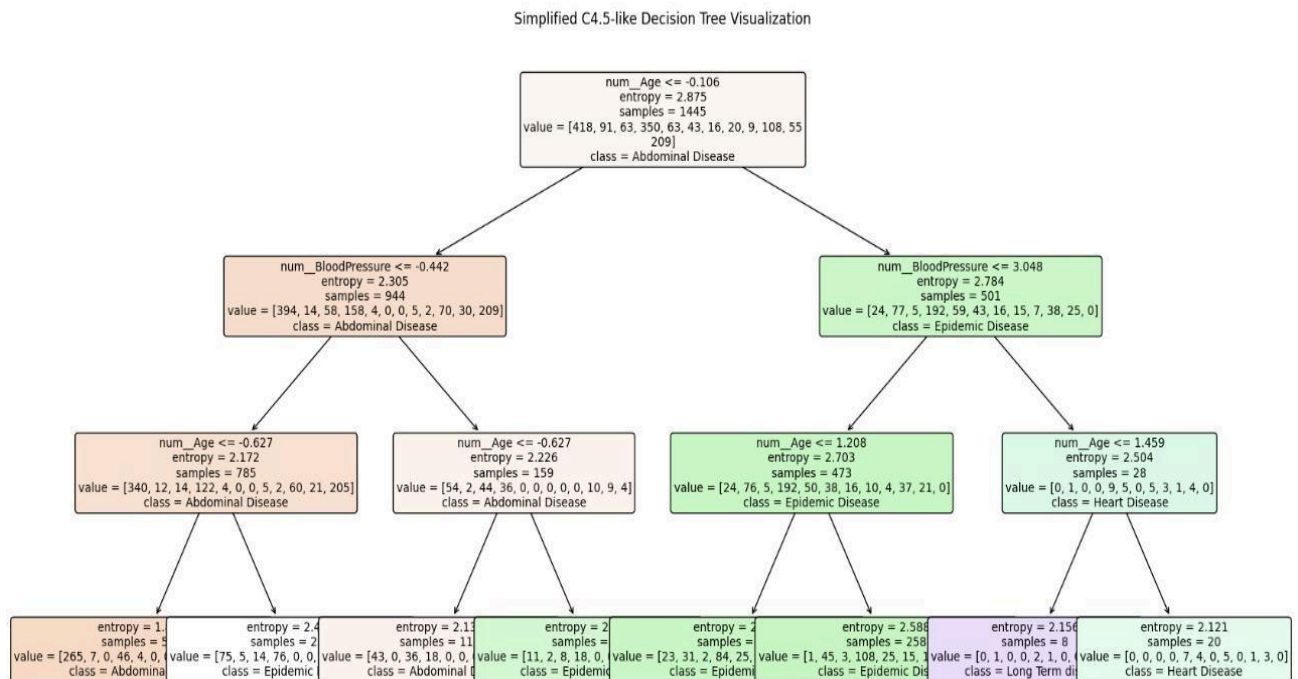 Simplified C4.5-like Decision Tree Visualization
num__Age <= -0.106
entropy = 2.875
samples = 1445
value = [418, 91, 63, 350, 63, 43, 16, 20, 9, 108, 55
209]
class = Abdominal Disease
num__BloodPressure <= -0.442
entropy = 2.305
samples = 944
value = [394, 14, 58, 158, 4, 0, 0, 5, 2, 70, 30, 209]
class = Abdominal Disease
num__BloodPressure <= 3.048
entropy = 2.784
samples = 501
value = [24, 77, 5, 192, 59, 43, 16, 15, 7, 38, 25, 0]
class = Epidemic Disease
num__Age <= -0.627
entropy = 2.172
samples = 785
value = [340, 12, 14, 122, 4, 0, 0, 5, 2, 60, 21, 205]
class = Abdominal Disease
num__Age <= -0.627
entropy = 2.226
samples = 159
value = [54, 2, 44, 36, 0, 0, 0, 0, 0, 10, 9, 4]
class = Abdominal Disease
num__Age <= 1.208
entropy = 2.703
samples = 473
value = [24, 76, 5, 192, 50, 38, 16, 10, 4, 37, 21, 0]
class = Epidemic Disease
num__Age <= 1.459
entropy = 2.504
samples = 28
value = [0, 1, 0, 0, 9, 5, 0, 5, 3, 1, 4, 0]
class = Heart Disease
entropy = 1.
samples = 5
value = [265, 7, 0, 46, 4, 0,
class = Abdomina
entropy = 2.4
samples = 2
value = [75, 5, 14, 76, 0, 0,
class = Epidemic
entropy = 2.13
samples = 11
value = [43, 0, 36, 18, 0, 0,
class = Abdominal D
entropy = 2
samples =
value = [11, 2, 8, 18, 0,
class = Epidemi
entropy = 2
samples =
value = [23, 31, 2, 84, 25,
class = Epidemi
entropy = 2.588
samples = 258
value = [1, 45, 3, 108, 25, 15, 1
class = Epidemic Dis
entropy = 2.156
samples = 8
value = [0, 1, 0, 0, 2, 1, 0,
class = Long Term di
entropy = 2.121
samples = 20
value = [0, 0, 0, 0, 7, 4, 0, 5, 0, 1, 3, 0]
class = Heart Disease